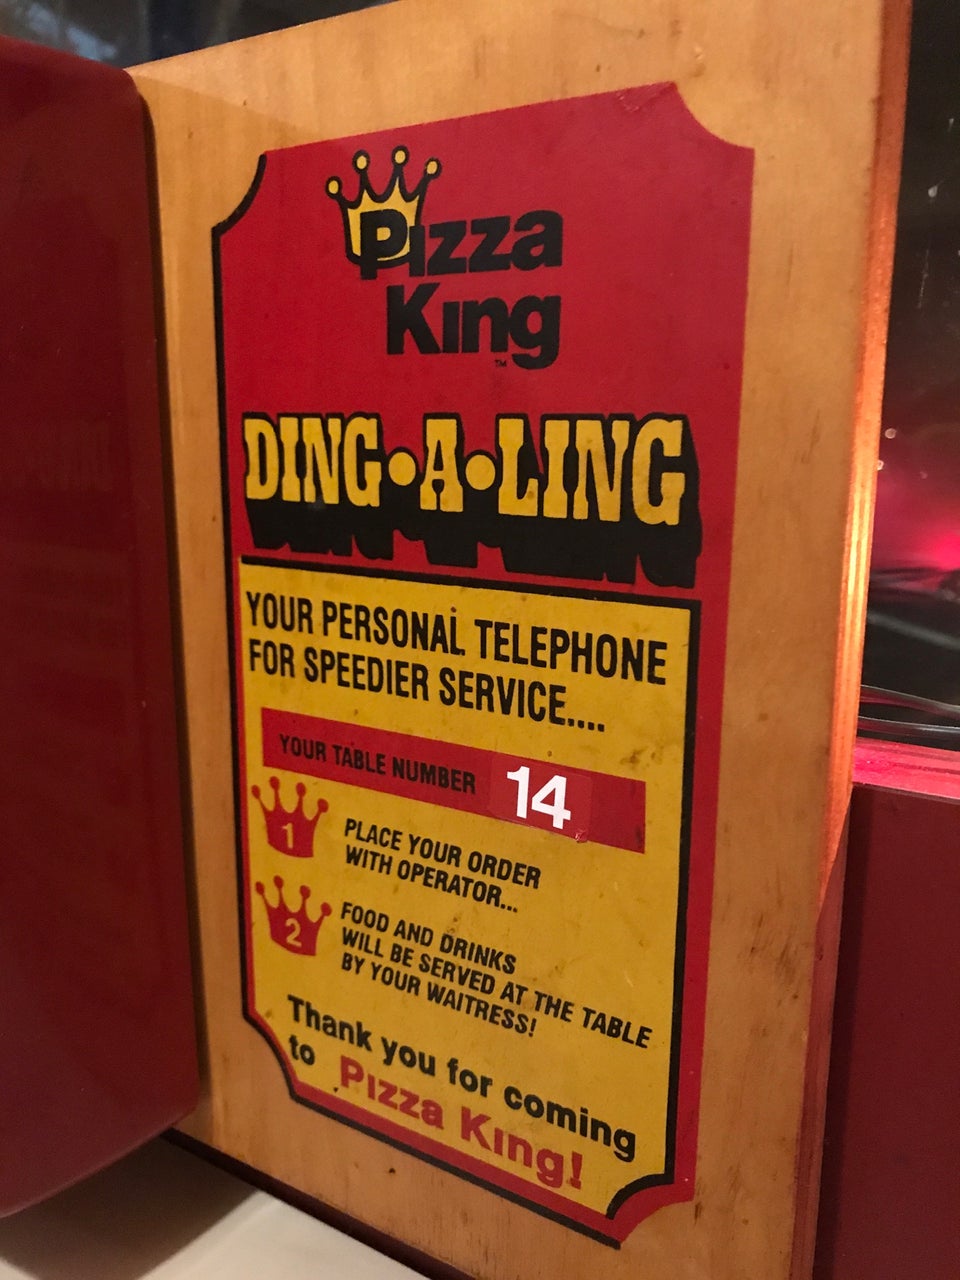 Pizza
King
TM
DING•A•LING
YOUR PERSONAL TELEPHONE
FOR SPEEDIER SERVICE....
YOUR TABLE NUMBER 14
1
PLACE YOUR ORDER
WITH OPERATOR...
2
FOOD AND DRINKS
WILL BE SERVED AT THE TABLE
BY YOUR WAITRESS!
Thank you for coming
to Pizza King!